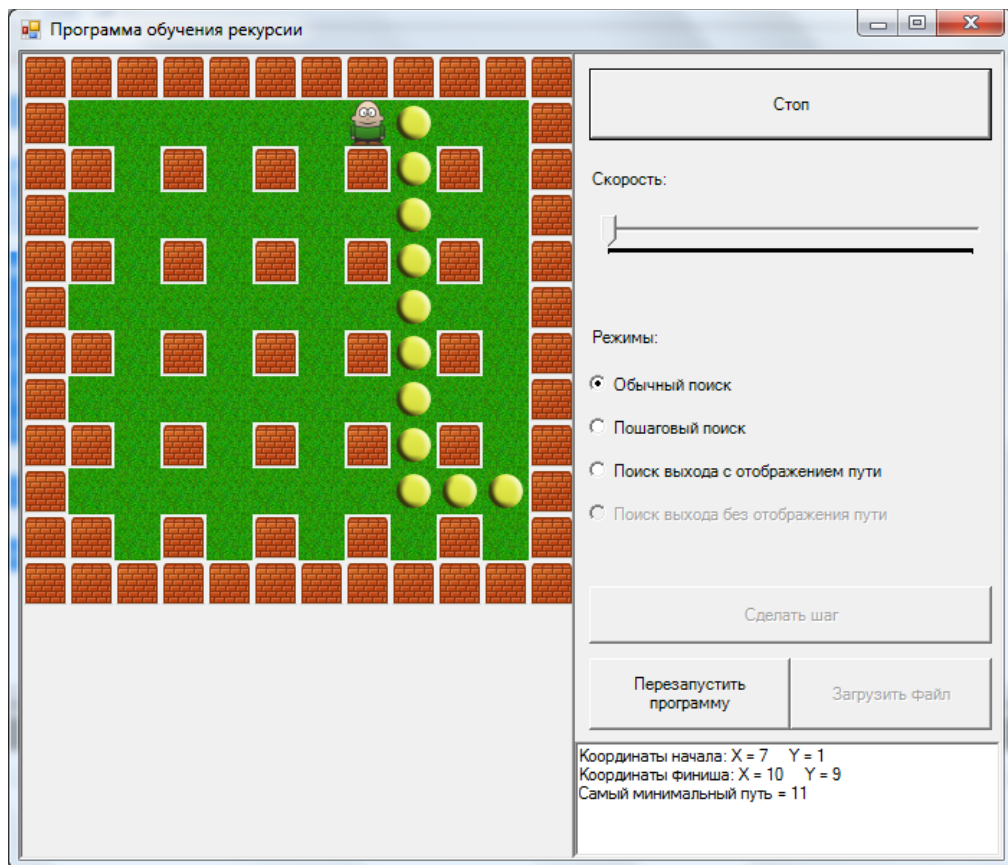 Программа обучения рекурсии
Стоп
Скорость:
Режимы:
Обычный поиск
Пошаговый поиск
Поиск выхода с отображением пути
Поиск выхода без отображения пути
Сделать шаг
Перезапустить
программу
Загрузить файл
Координаты начала: X = 7 Y = 1
Координаты финиша: X = 10 Y = 9
Самый минимальный путь = 11